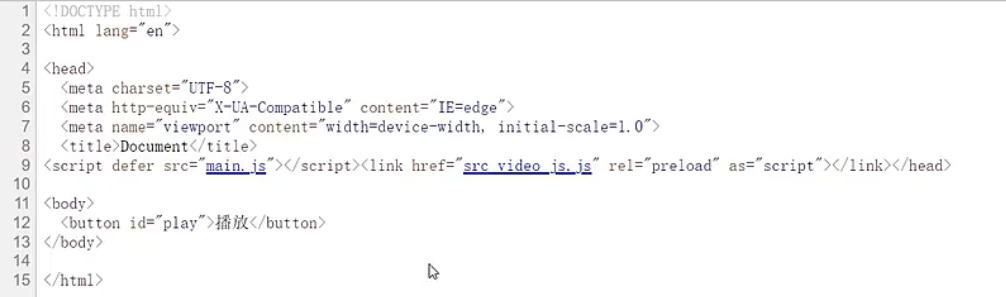 1 <!DOCTYPE html>
2 <html lang="en">
3
4 <head>
5 <meta charset="UTF-8">
6 <meta http-equiv="X-UA-Compatible" content="IE=edge">
7 <meta name="viewport" content="width=device-width, initial-scale=1.0">
8 <title>Document</title>
9 <script defer src="main.js"></script><link href="src_video_js.js" rel="preload" as="script"></link></head>
10
11 <body>
12 <button id="play">播放</button>
13 </body>
14
15 </html>